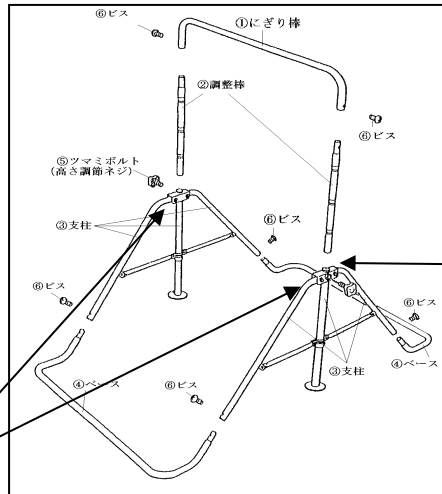 ⑥ビス
①にぎり棒
②調整棒
⑥ビス
⑤ツマミボルト
(高さ調節ネジ)
③支柱
⑥ビス
⑥ビス
⑥ビス
④ベース
③支柱
④ベース
⑥ビス